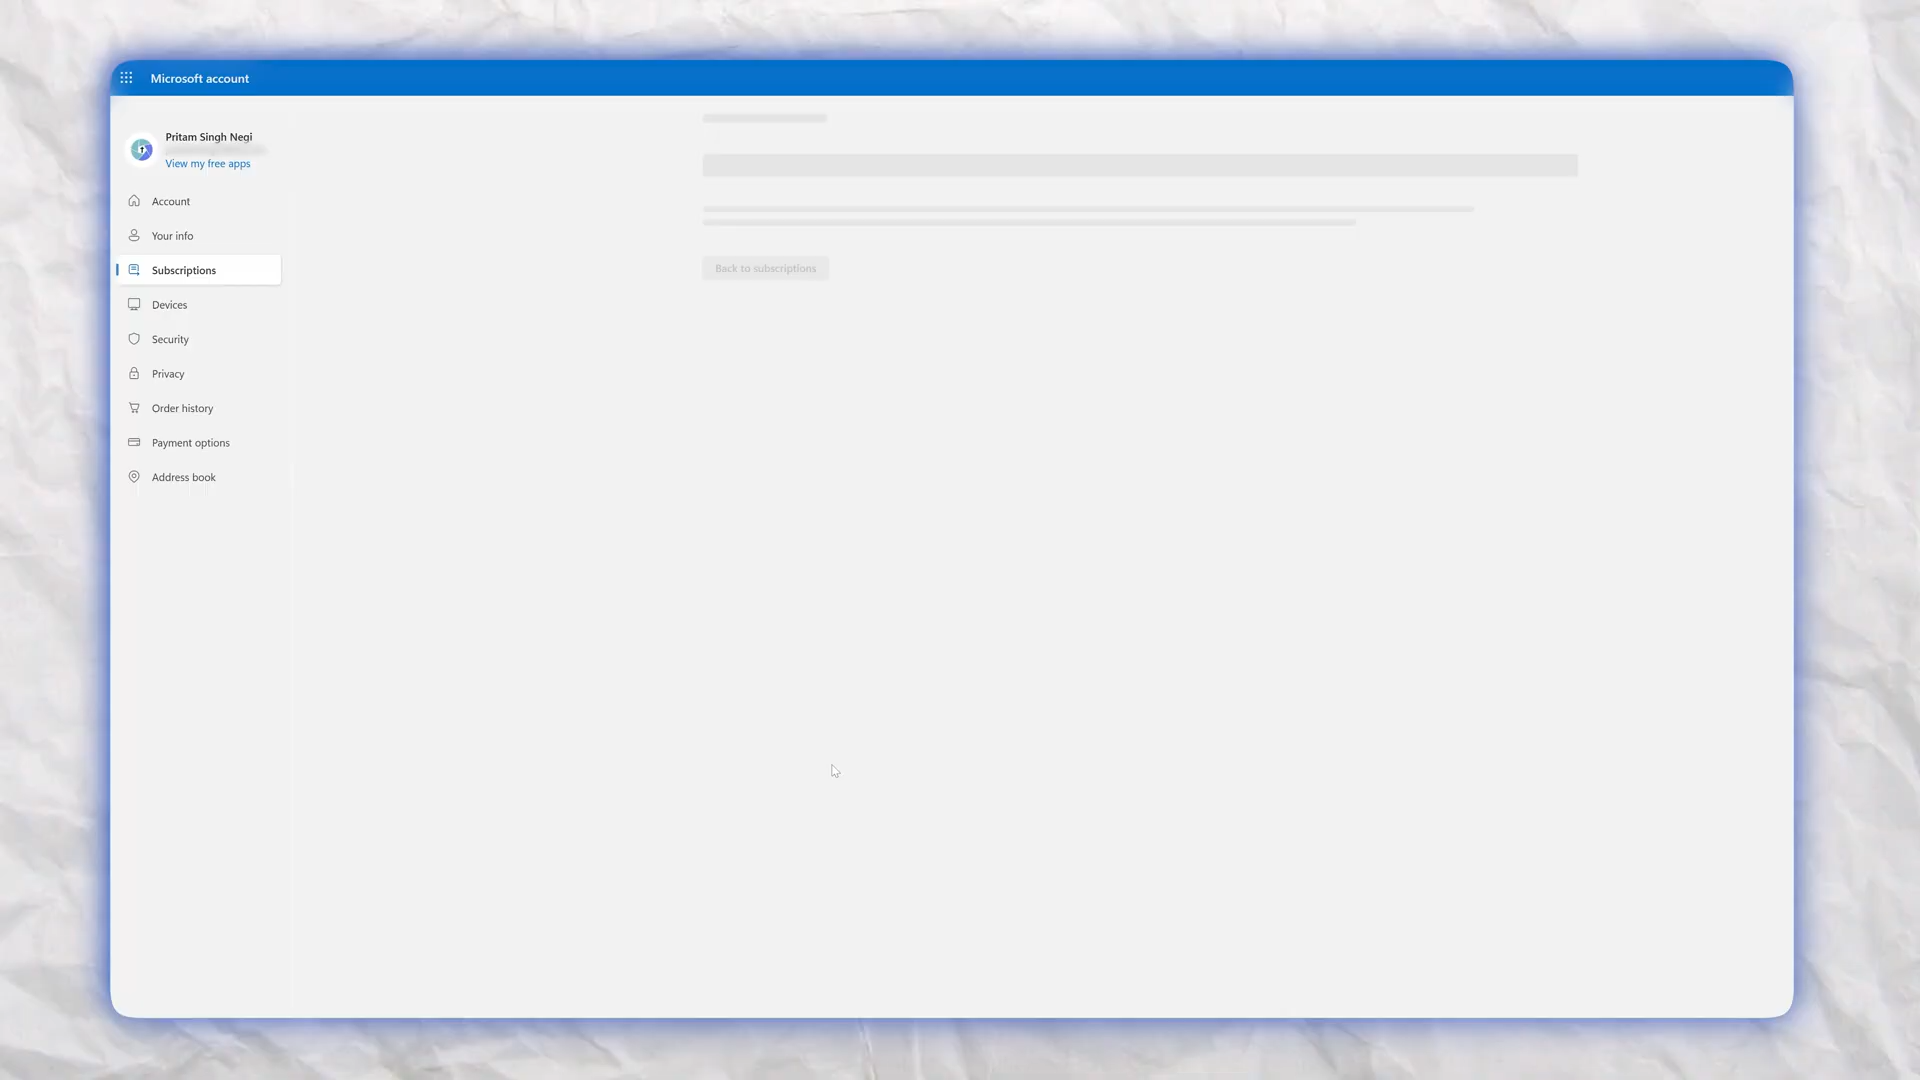 Microsoft account
Pritam Singh Negi
View my free apps
Account
Your info
Subscriptions
Devices
Security
Privacy
Order history
Payment options
Address book
Back to subscriptions